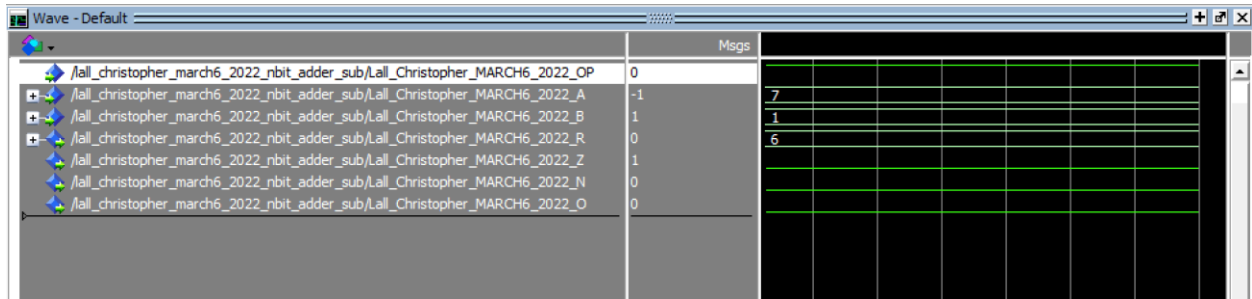 Wave - Default
Msgs
/lall_christopher_march6_2022_nbit_adder_sub/Lall_Christopher_MARCH6_2022_OP 0
/lall_christopher_march6_2022_nbit_adder_sub/Lall_Christopher_MARCH6_2022_A -1 7
/lall_christopher_march6_2022_nbit_adder_sub/Lall_Christopher_MARCH6_2022_B 1 1
/lall_christopher_march6_2022_nbit_adder_sub/Lall_Christopher_MARCH6_2022_R 0 6
/lall_christopher_march6_2022_nbit_adder_sub/Lall_Christopher_MARCH6_2022_Z 1
/lall_christopher_march6_2022_nbit_adder_sub/Lall_Christopher_MARCH6_2022_N 0
/lall_christopher_march6_2022_nbit_adder_sub/Lall_Christopher_MARCH6_2022_O 0